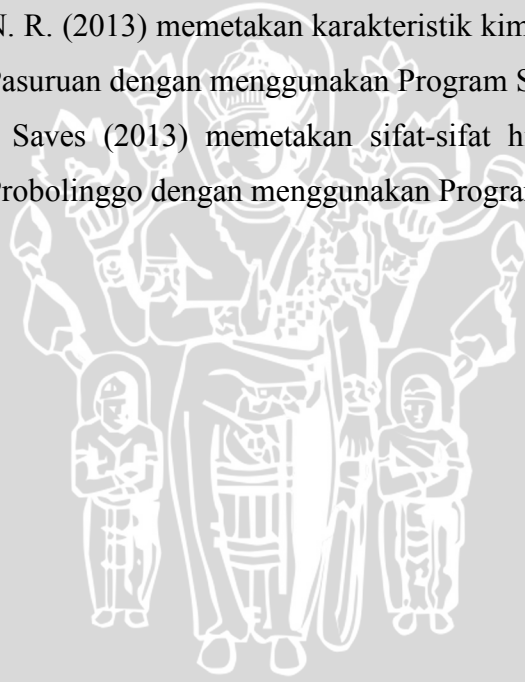 N. R. (2013) memetakan karakteristik kim
Pasuruan dengan menggunakan Program S
Saves (2013) memetakan sifat-sifat h
Probolinggo dengan menggunakan Progra